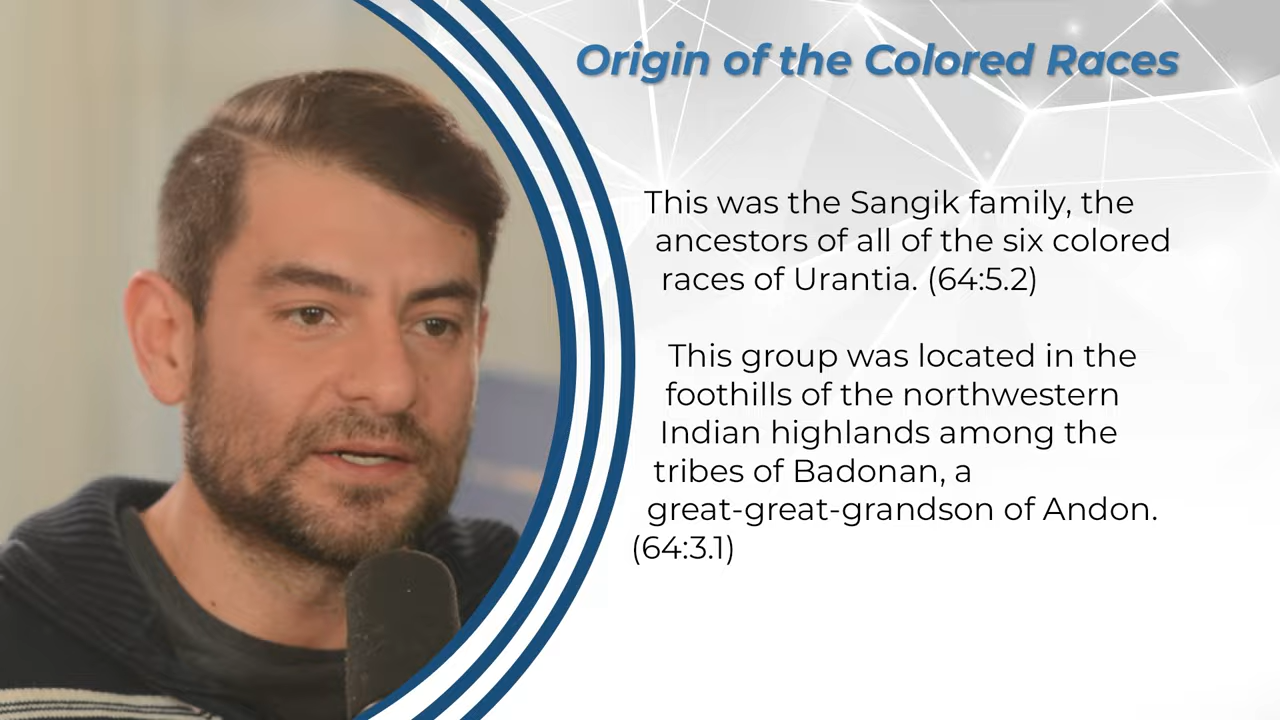 Origin of the Colored Races
This was the Sangik family, the
ancestors of all of the six colored
races of Urantia. (64:5.2)
This group was located in the
foothills of the northwestern
Indian highlands among the
tribes of Badonan, a
great-great-grandson of Andon.
(64:3.1)